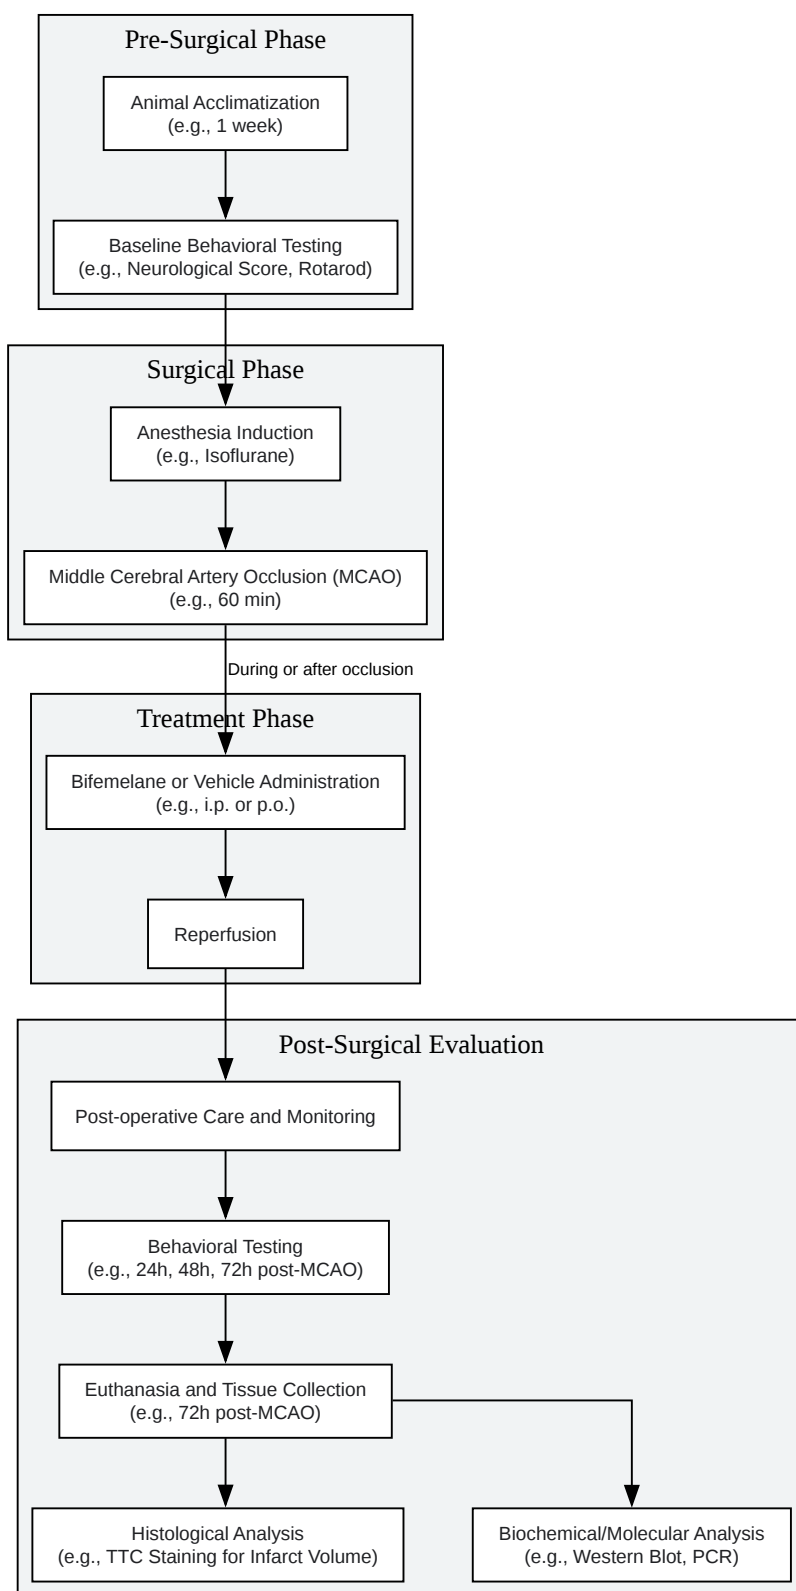 Pre-Surgical Phase
Animal Acclimatization
(e.g., 1 week)
Baseline Behavioral Testing
(e.g., Neurological Score, Rotarod)
Surgical Phase
Anesthesia Induction
(e.g., Isoflurane)
Middle Cerebral Artery Occlusion (MCAO)
(e.g., 60 min)
During or after occlusion
Treatment Phase
Bifemelane or Vehicle Administration
(e.g., i.p. or p.o.)
Reperfusion
Post-Surgical Evaluation
Post-operative Care and Monitoring
Behavioral Testing
(e.g., 24h, 48h, 72h post-MCAO)
Euthanasia and Tissue Collection
(e.g., 72h post-MCAO)
Histological Analysis
(e.g., TTC Staining for Infarct Volume)
Biochemical/Molecular Analysis
(e.g., Western Blot, PCR)